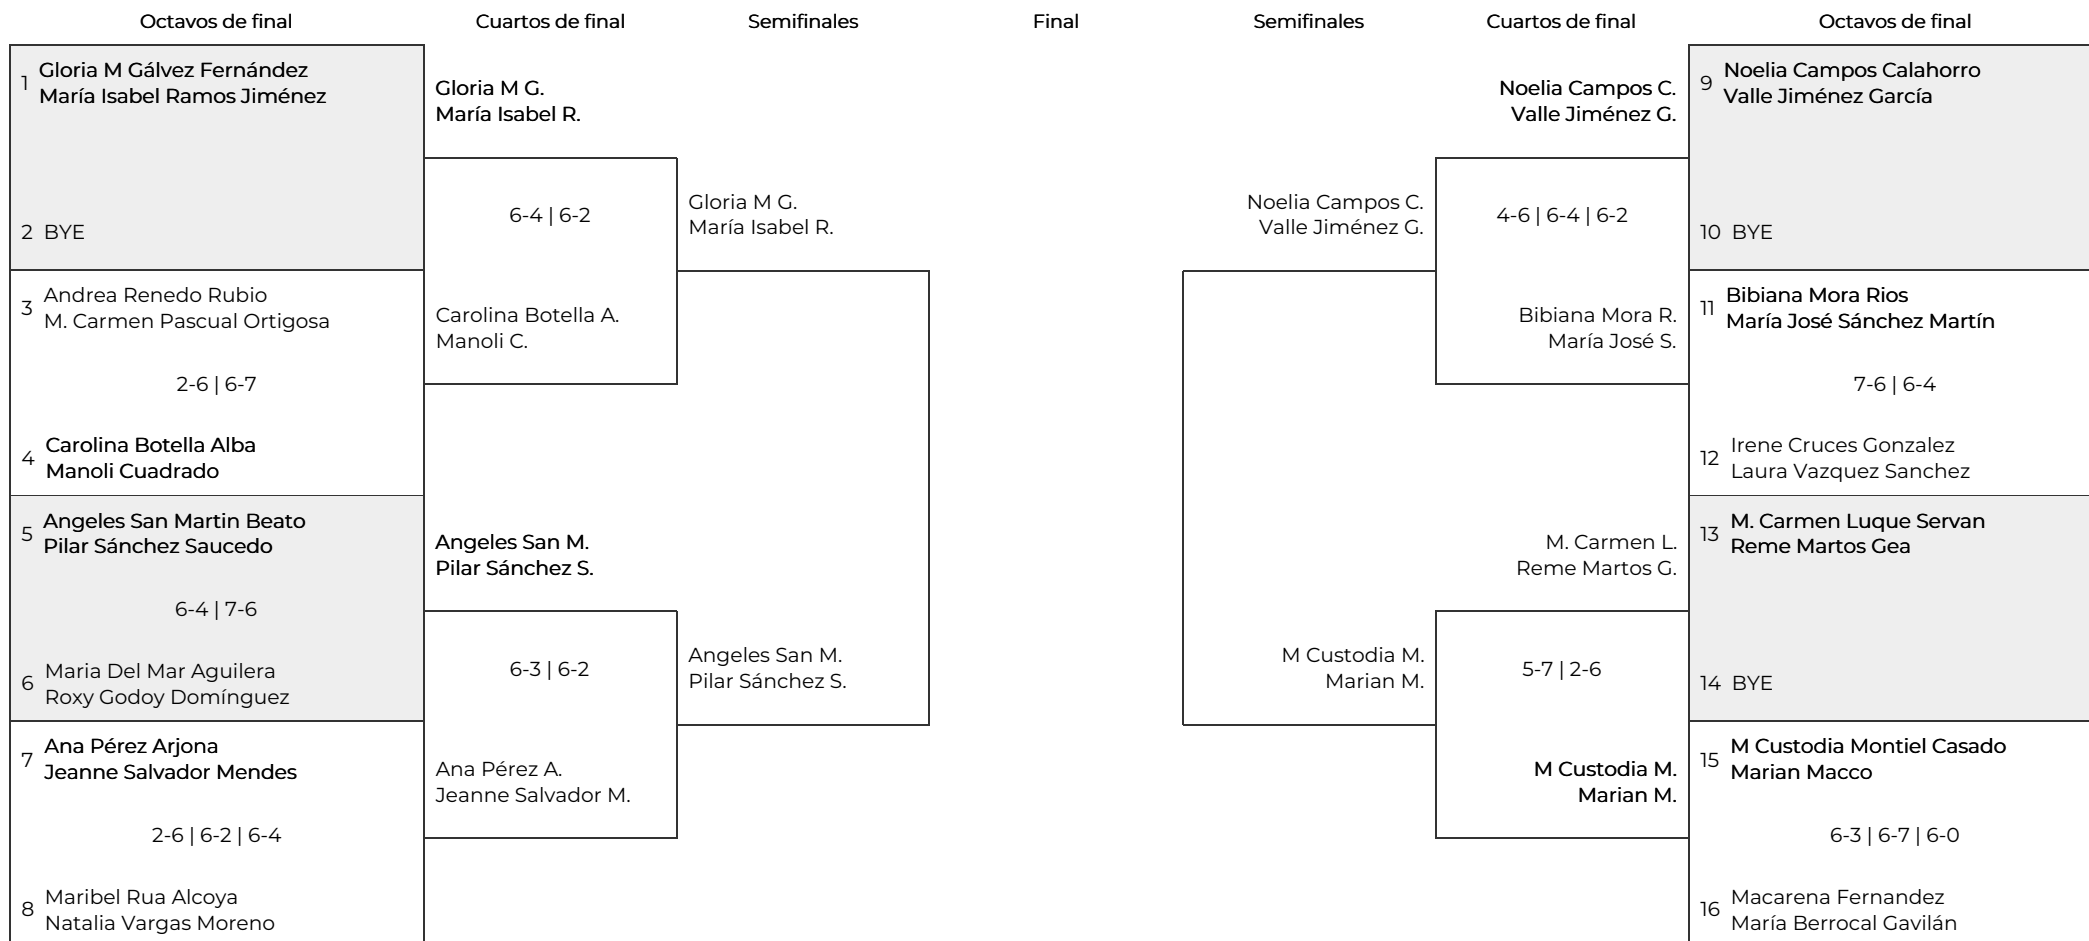 Octavos de final
Cuartos de final
Semifinales
Final
Semifinales
Cuartos de final
Octavos de final
1
Gloria M Gálvez Fernández
María Isabel Ramos Jiménez
2 BYE
3
Andrea Renedo Rubio
M. Carmen Pascual Ortigosa
2-6 | 6-7
4
Carolina Botella Alba
Manoli Cuadrado
5
Angeles San Martin Beato
Pilar Sánchez Saucedo
6-4 | 7-6
6
Maria Del Mar Aguilera
Roxy Godoy Domínguez
7
Ana Pérez Arjona
Jeanne Salvador Mendes
2-6 | 6-2 | 6-4
8
Maribel Rua Alcoya
Natalia Vargas Moreno
Gloria M G.
María Isabel R.
6-4 | 6-2
Carolina Botella A.
Manoli C.
Angeles San M.
Pilar Sánchez S.
6-3 | 6-2
Ana Pérez A.
Jeanne Salvador M.
Gloria M G.
María Isabel R.
Angeles San M.
Pilar Sánchez S.
Noelia Campos C.
Valle Jiménez G.
M Custodia M.
Marian M.
Noelia Campos C.
Valle Jiménez G.
4-6 | 6-4 | 6-2
Bibiana Mora R.
María José S.
M. Carmen L.
Reme Martos G.
5-7 | 2-6
M Custodia M.
Marian M.
9
Noelia Campos Calahorro
Valle Jiménez García
10 BYE
11
Bibiana Mora Rios
María José Sánchez Martín
7-6 | 6-4
12
Irene Cruces Gonzalez
Laura Vazquez Sanchez
13
M. Carmen Luque Servan
Reme Martos Gea
14 BYE
15
M Custodia Montiel Casado
Marian Macco
6-3 | 6-7 | 6-0
16
Macarena Fernandez
María Berrocal Gavilán